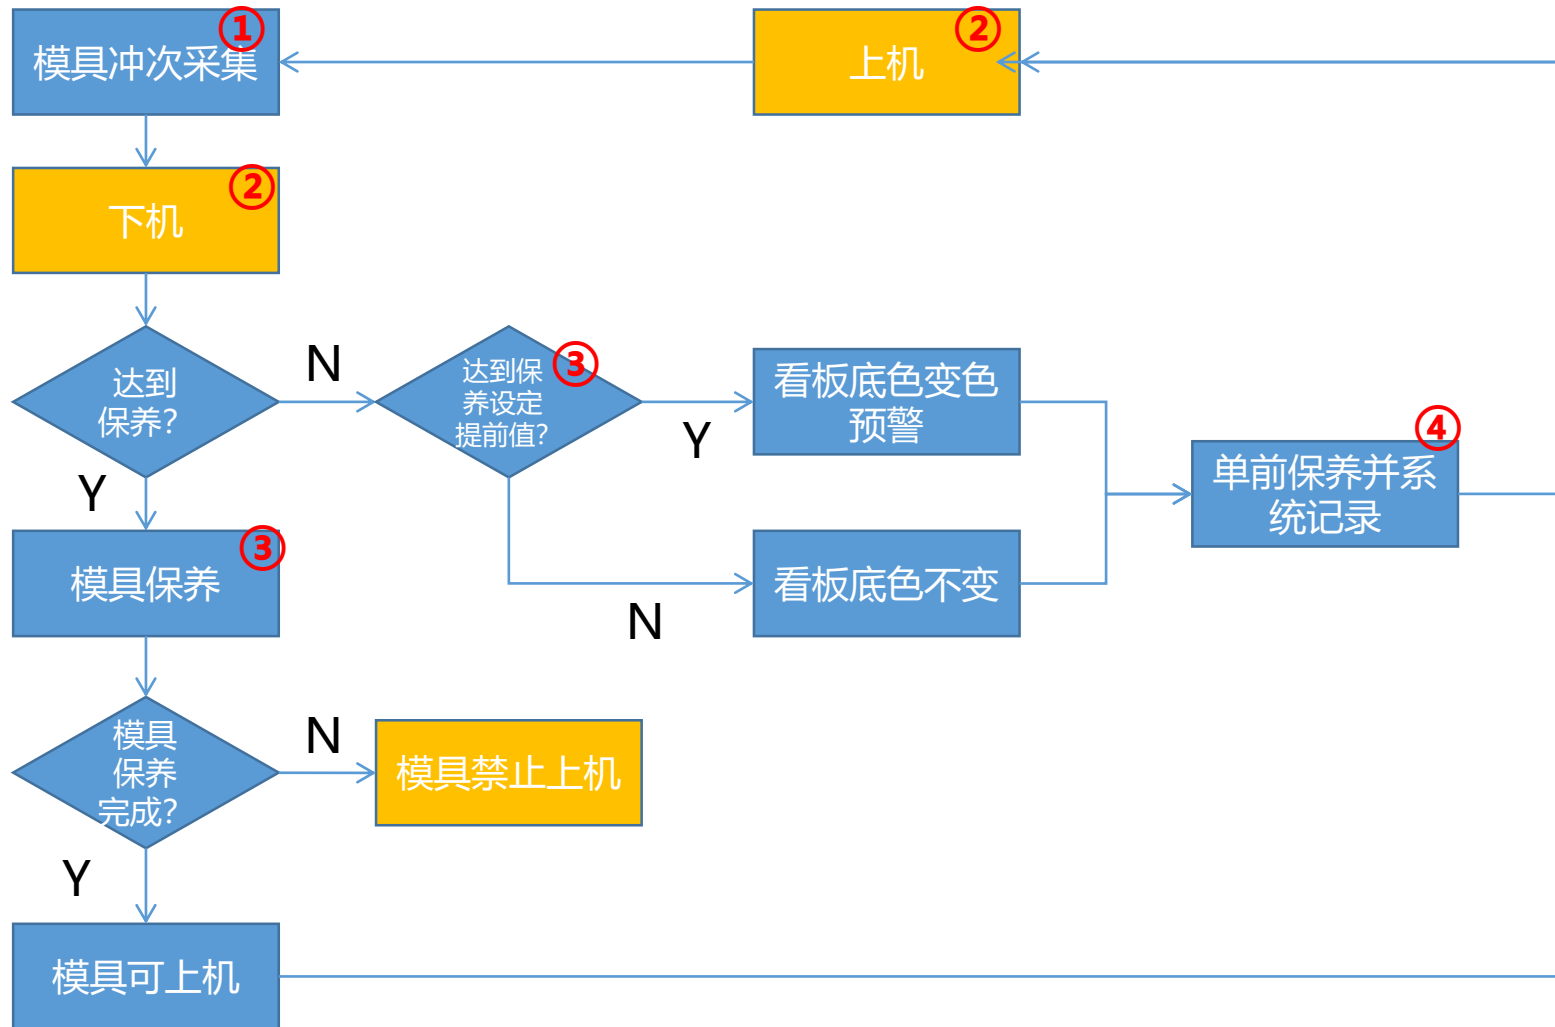 模具冲次采集
①
上机
②
下机
②
达到
保养?
N
达到保
养设定
提前值?
③
Y
看板底色变色
预警
单前保养并系
统记录
④
Y
模具保养
③
N
看板底色不变
模具
保养
完成?
N
模具禁止上机
Y
模具可上机